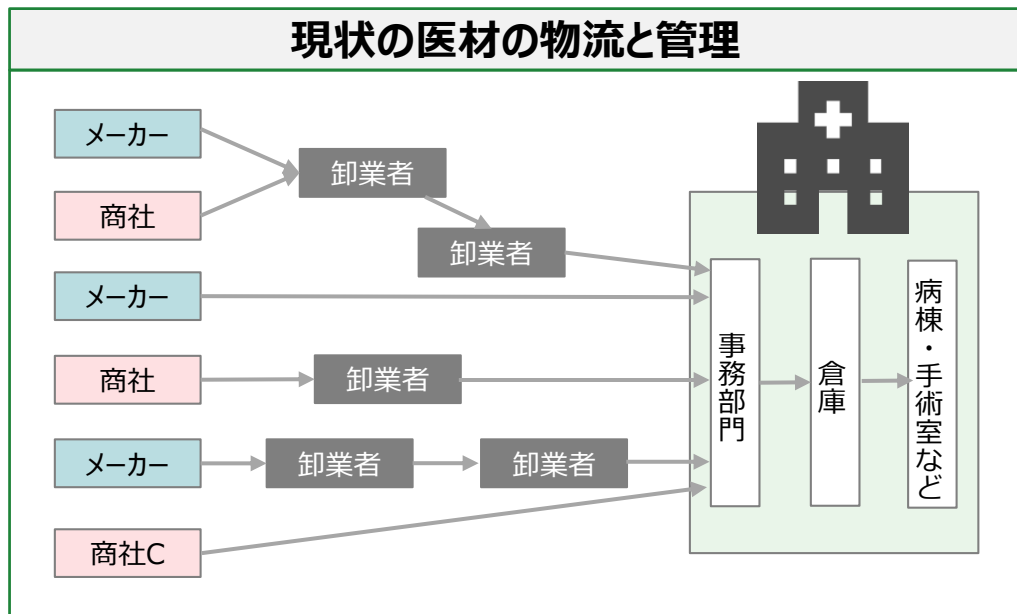 現状の医材の物流と管理
メーカー
卸業者
商社
卸業者
メーカー
商社
卸業者
メーカー
卸業者
卸業者
商社C
事務部門
倉庫
病棟・手術室など